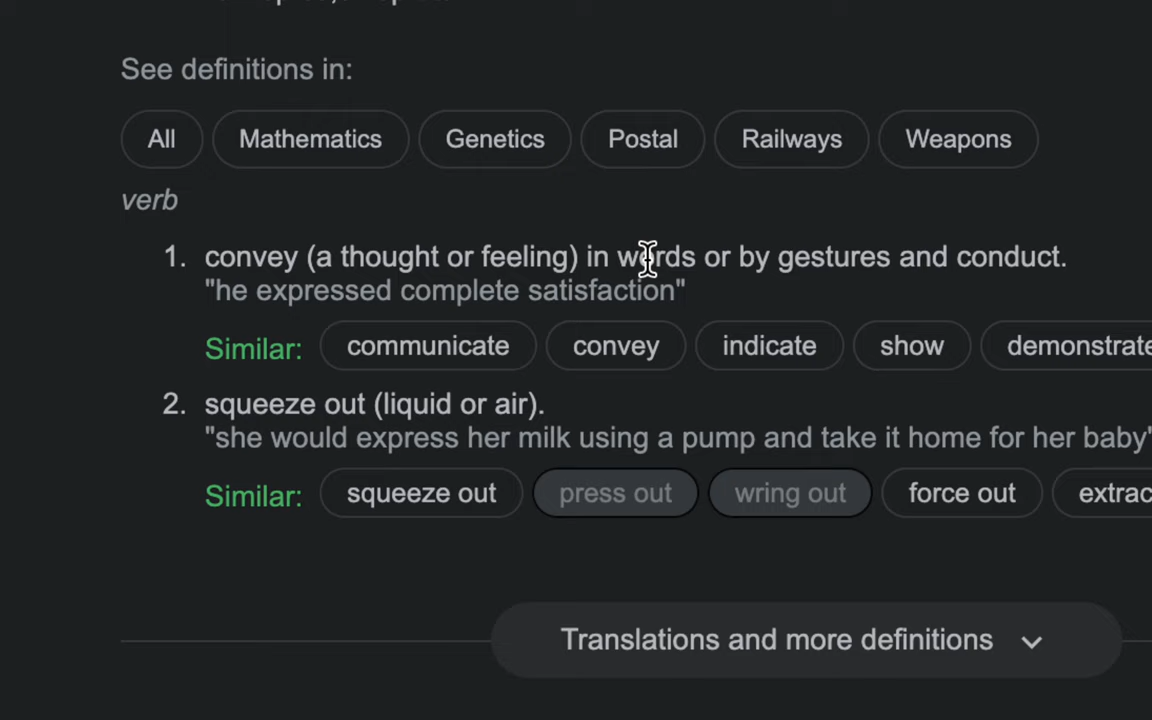 See definitions in:
All Mathematics Genetics Postal Railways Weapons
verb
1. convey (a thought or feeling) in words or by gestures and conduct.
"he expressed complete satisfaction"
Similar: communicate convey indicate show demonstrate
2. squeeze out (liquid or air).
"she would express her milk using a pump and take it home for her baby"
Similar: squeeze out press out wring out force out extrac
Translations and more definitions